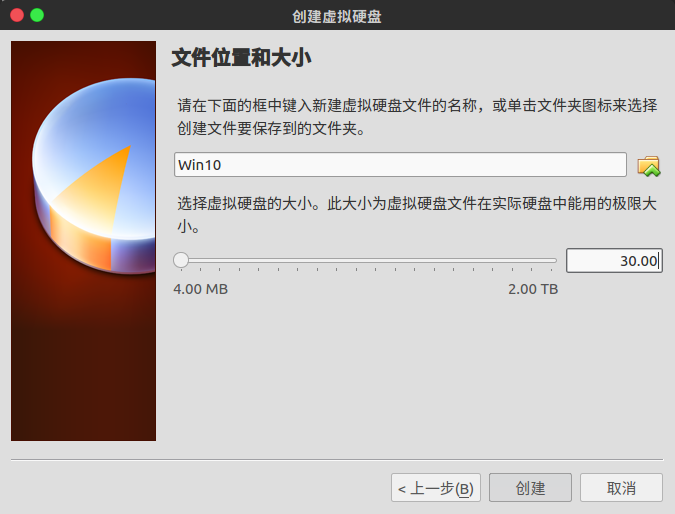 创建虚拟硬盘
文件位置和大小
请在下面的框中键入新建虚拟硬盘文件的名称，或单击文件夹图标来选择
创建文件要保存到的文件夹。
Win10
选择虚拟硬盘的大小。此大小为虚拟硬盘文件在实际硬盘中能用的极限大
小。
30.00
4.00 MB 2.00 TB
< 上一步(B) 创建 取消